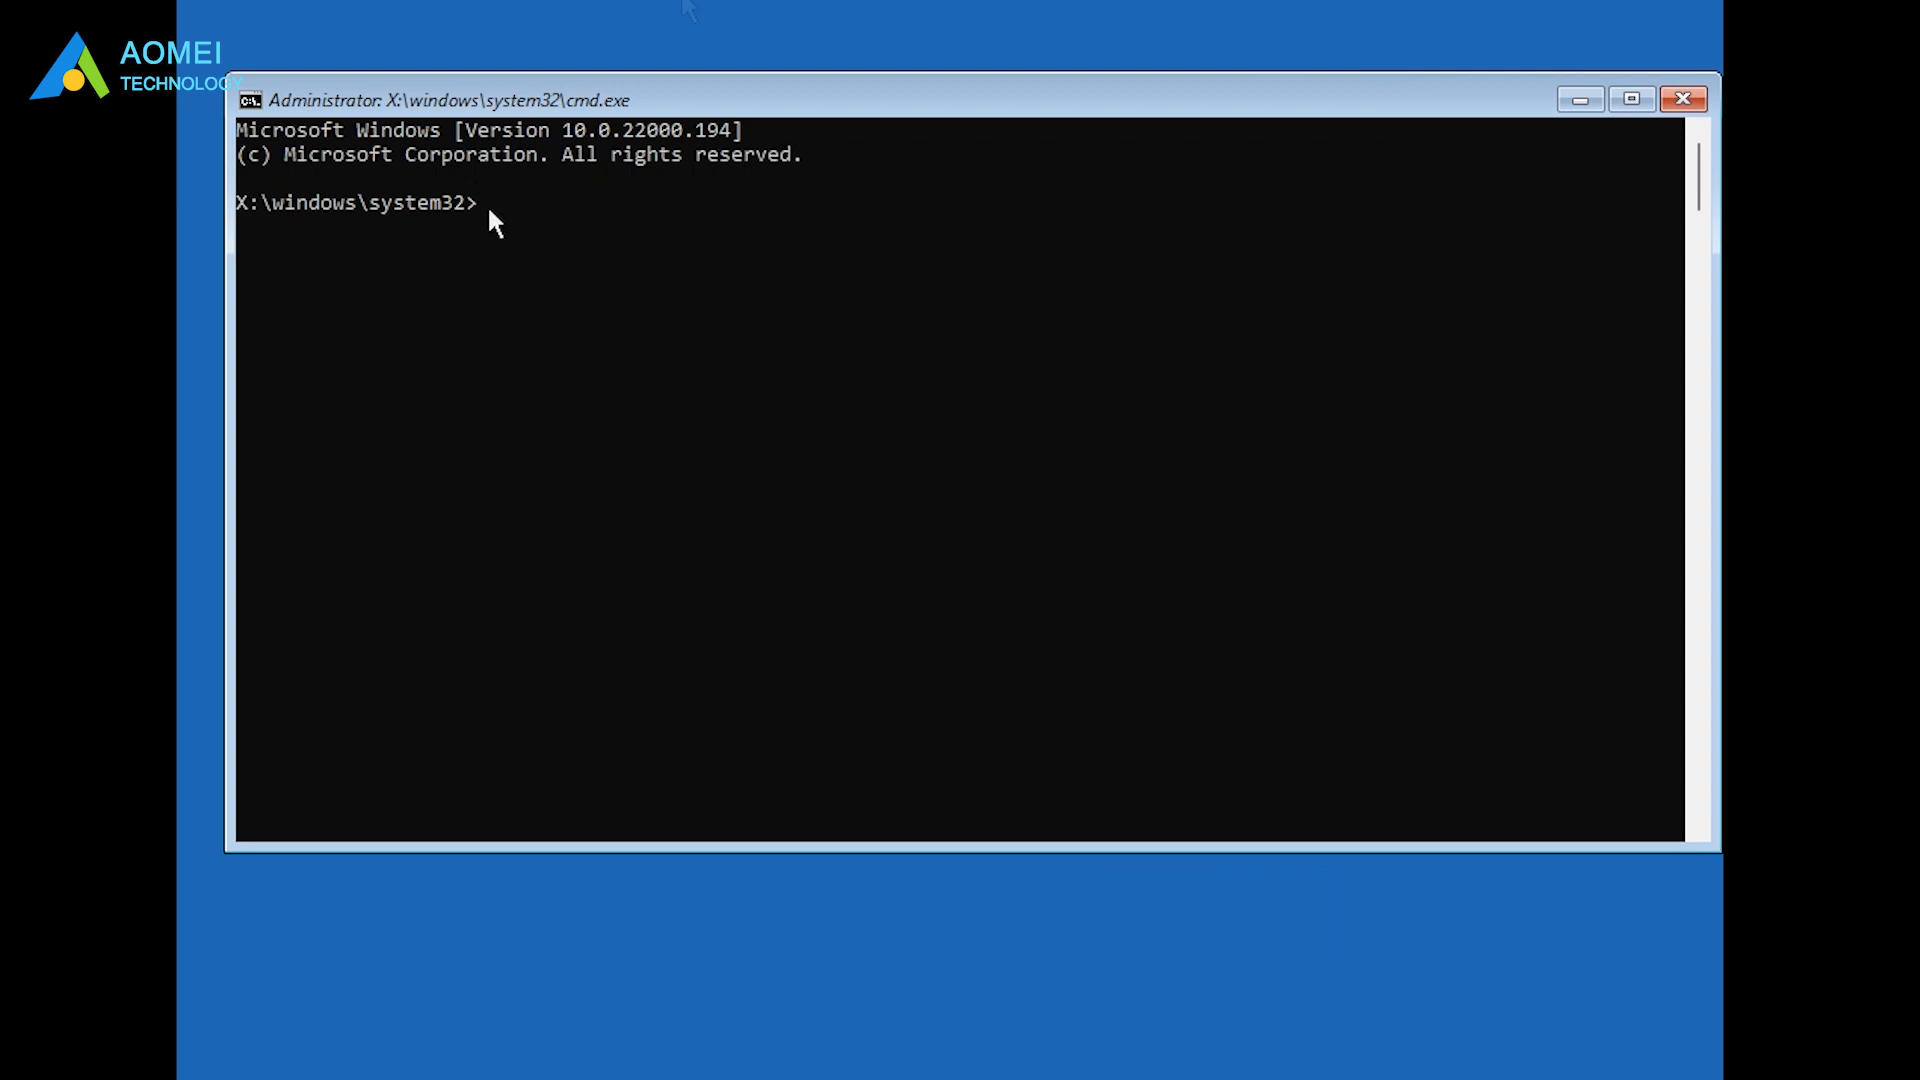 AOMEI
TECHNOLOGY
Administrator: X:\windows\system32\cmd.exe
Microsoft Windows [Version 10.0.22000.194]
(c) Microsoft Corporation. All rights reserved.
X:\windows\system32>